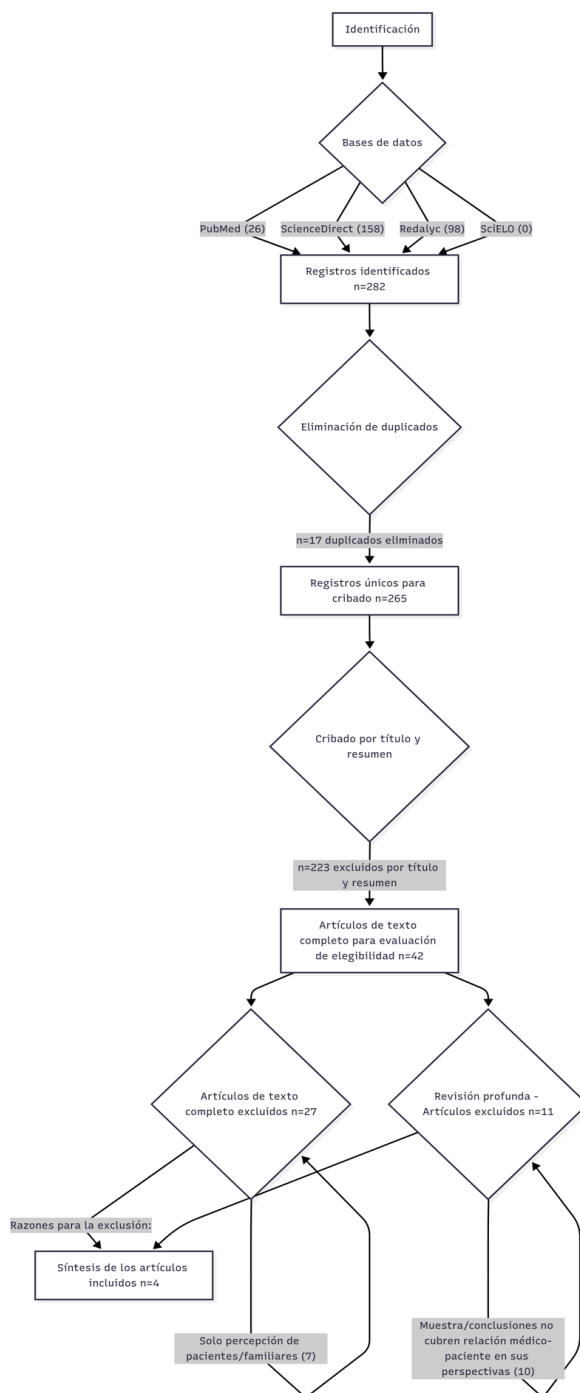 Identificación
Bases de datos
PubMed (26)
ScienceDirect (158)
Redalyc (98)
SciELO (0)
Registros identificados
n=282
Eliminación de duplicados
n=17 duplicados eliminados
Registros únicos para
cribado n=265
Cribado por título y
resumen
n=223 excluidos por título
y resumen
Artículos de texto
completo para evaluación
de elegibilidad n=42
Artículos de texto
completo excluidos n=27
Revisión profunda -
Artículos excluidos n=11
Razones para la exclusión:
Síntesis de los artículos
incluidos n=4
Solo percepción de
pacientes/familiares (7)
Muestra/conclusiones no
cubren relación médico-
paciente en sus
perspectivas (10)